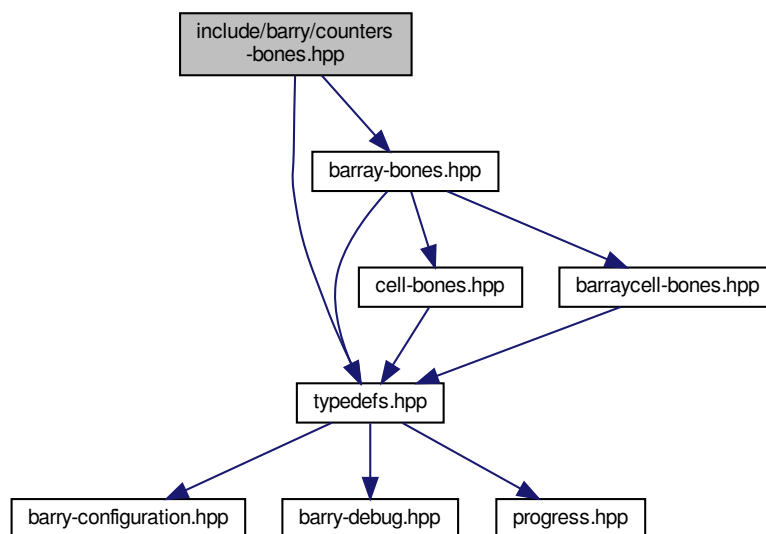 include/barry/counters
-bones.hpp
barray-bones.hpp
cell-bones.hpp
barraycell-bones.hpp
typedefs.hpp
barry-configuration.hpp
barry-debug.hpp
progress.hpp